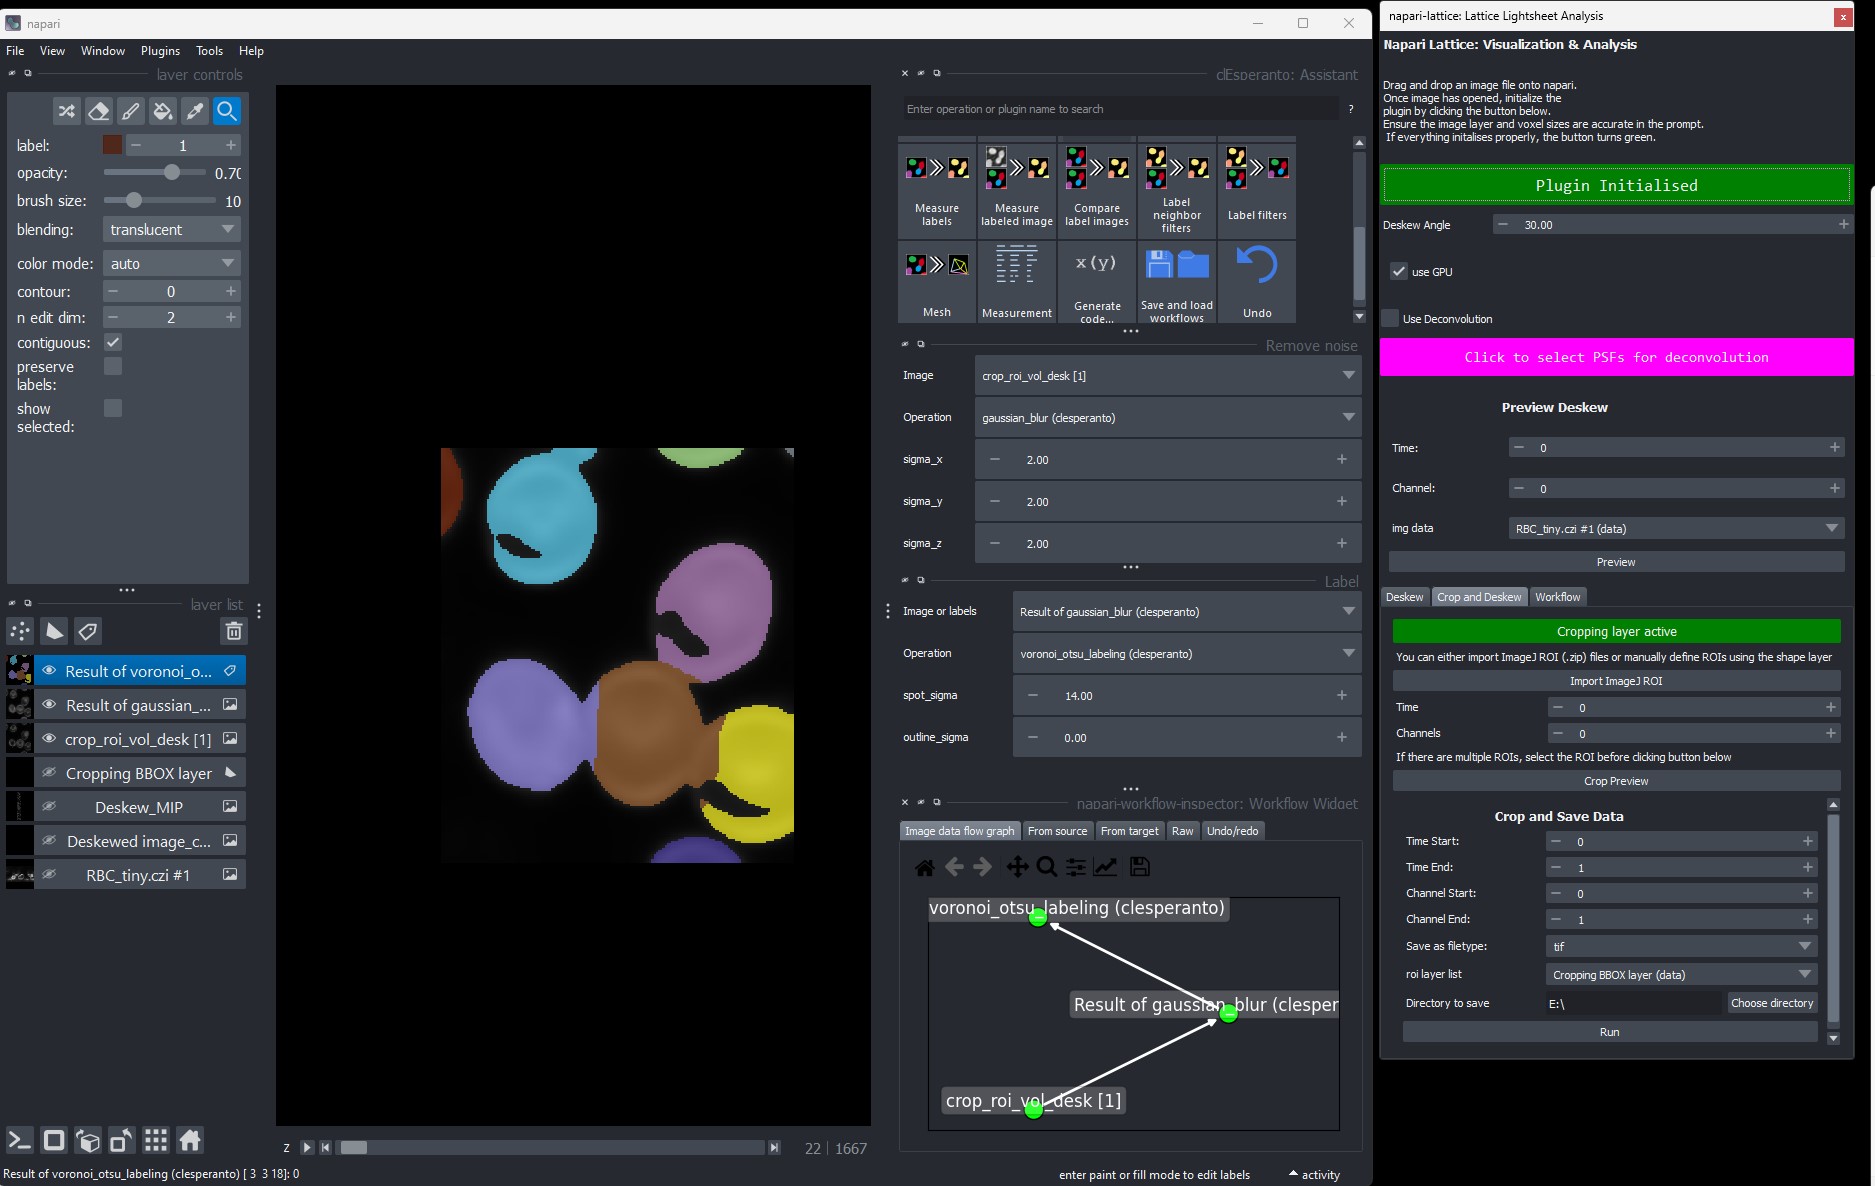 napari
File View Window Plugins Tools Help
layer controls
label: 1
opacity: 0.70
brush size: 10
blending: translucent
color mode: auto
contour: 0
n edit dim: 2
contiguous:
preserve
labels:
show
selected:
layer list
Result of voronoi_o...
Result of gaussian_...
crop_roi_vol_desk [1]
Cropping BBOX layer
Deskew_MIP
Deskewed image_c...
RBC_tiny.czi #1
Z 22 | 1667
Result of voronoi_otsu_labeling (clesperanto) [ 3 3 18]: 0
enter paint or fill mode to edit labels
activity
clEsperanto: Assistant
Enter operation or plugin name to search ?
Measure
labels
Measure
labeled image
Compare
label images
Label
neighbor
filters
Label filters
Mesh
Measurement
x(y)
Generate
code...
Save and load
workflows
Undo
Remove noise
Image crop_roi_vol_desk [1]
Operation gaussian_blur (clesperanto)
sigma_x 2.00
sigma_y 2.00
sigma_z 2.00
Label
Image or labels Result of gaussian_blur (clesperanto)
Operation voronoi_otsu_labeling (clesperanto)
spot_sigma 14.00
outline_sigma 0.00
napari-workflow-inspector: Workflow Widget
Image data flow graph From source From target Raw Undo/redo
voronoi_otsu_labeling (clesperanto)
Result of gaussian_blur (clesper
crop_roi_vol_desk [1]
napari-lattice: Lattice Lightsheet Analysis x
Napari Lattice: Visualization & Analysis
Drag and drop an image file onto napari.
Once image has opened, initialize the
plugin by clicking the button below.
Ensure the image layer and voxel sizes are accurate in the prompt.
If everything initalises properly, the button turns green.
Plugin Initialised
Deskew Angle 30.00
use GPU
Use Deconvolution
Click to select PSFs for deconvolution
Preview Deskew
Time: 0
Channel: 0
img data RBC_tiny.czi #1 (data)
Preview
Deskew Crop and Deskew Workflow
Cropping layer active
You can either import ImageJ ROI (.zip) files or manually define ROIs using the shape layer
Import ImageJ ROI
Time 0
Channels 0
If there are multiple ROIs, select the ROI before clicking button below
Crop Preview
Crop and Save Data
Time Start: 0
Time End: 1
Channel Start: 0
Channel End: 1
Save as filetype: tif
roi layer list Cropping BBOX layer (data)
Directory to save E:\ Choose directory
Run